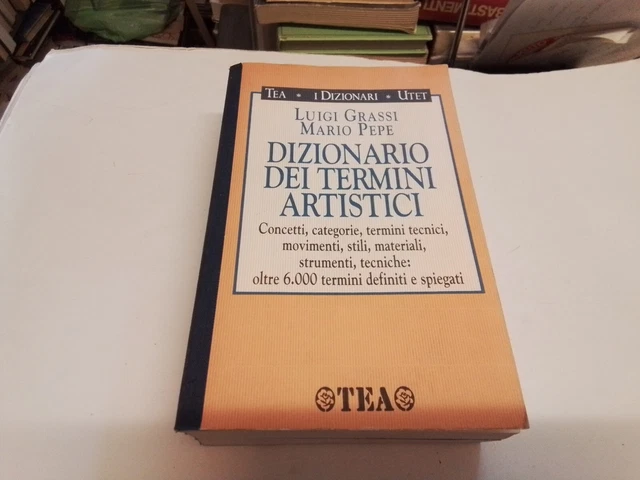 BASTIMENTI
TEA * I DIZIONARI * UTET
LUIGI GRASSI
MARIO PEPE
DIZIONARIO
DEI TERMINI
ARTISTICI
Concetti, categorie, termini tecnici,
movimenti, stili, materiali,
strumenti, tecniche:
oltre 6.000 termini definiti e spiegati
TEA